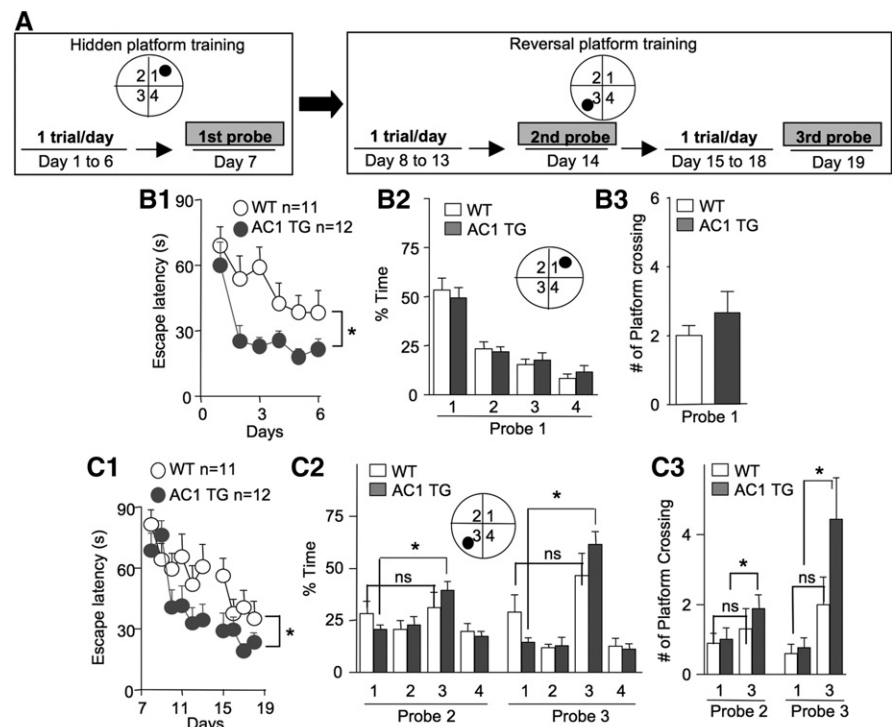 A
Hidden platform training
2 1
3 4
1 trial/day
Day 1 to 6
1st probe
Day 7
Reversal platform training
2 1
3 4
1 trial/day
Day 8 to 13
2nd probe
Day 14
1 trial/day
Day 15 to 18
3rd probe
Day 19
B1
WT n=11
AC1 TG n=12
Escape latency (s)
90
60
30
0
*
0 3 6
Days
B2
WT
AC1 TG
% Time
75
50
25
0
2 1
3 4
1 2 3 4
Probe 1
B3
WT
AC1 TG
# of Platform crossing
6
4
2
0
Probe 1
C1
WT n=11
AC1 TG n=12
Escape latency (s)
90
60
30
0
*
7 11 15 19
Days
C2
WT
AC1 TG
% Time
75
50
25
0
2 1
3 4
*
ns
*
ns
1 2 3 4 1 2 3 4
Probe 2 Probe 3
C3
WT
AC1 TG
# of Platform Crossing
4
2
0
*
ns
*
ns
1 3 1 3
Probe 2 Probe 3